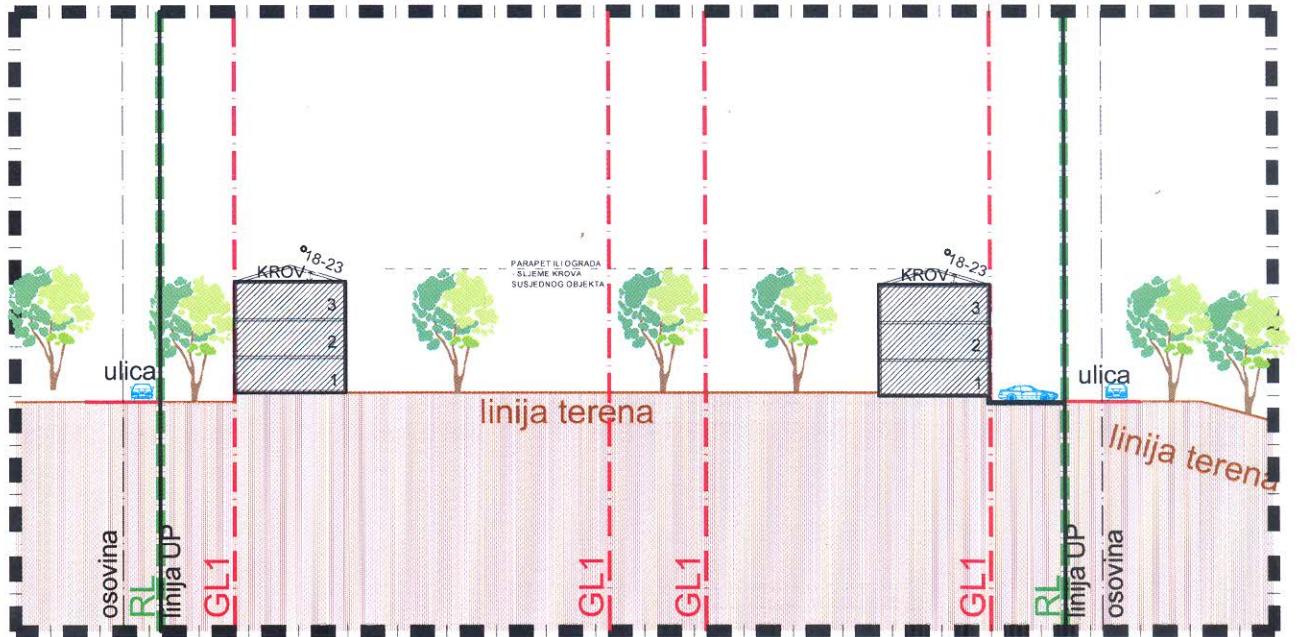 °18-23
KROV
PARAPET ILI OGRADA
SLJEME KROVA
SUSJEDNOG OBJEKTA
°18-23
KROV
3
2
1
3
2
1
ulica
ulica
linija terena
linija terena
osovina
RL
linija UP
GL1
GL1
GL1
GL1
RL
linija UP
osovina